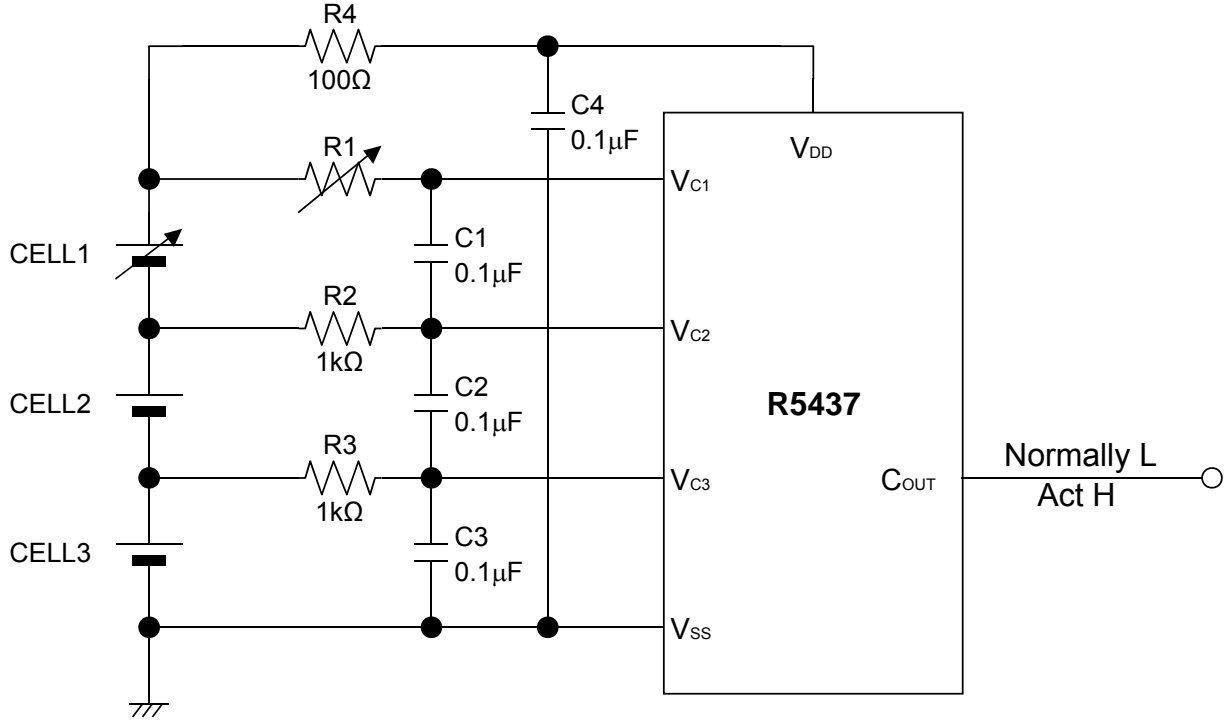 R4
100Ω
C4
0.1μF
VDD
R1
VC1
CELL1
C1
0.1μF
R2
1kΩ
VC2
CELL2
C2
0.1μF
R5437
R3
1kΩ
VC3
COUT
Normally L
Act H
CELL3
C3
0.1μF
VSS